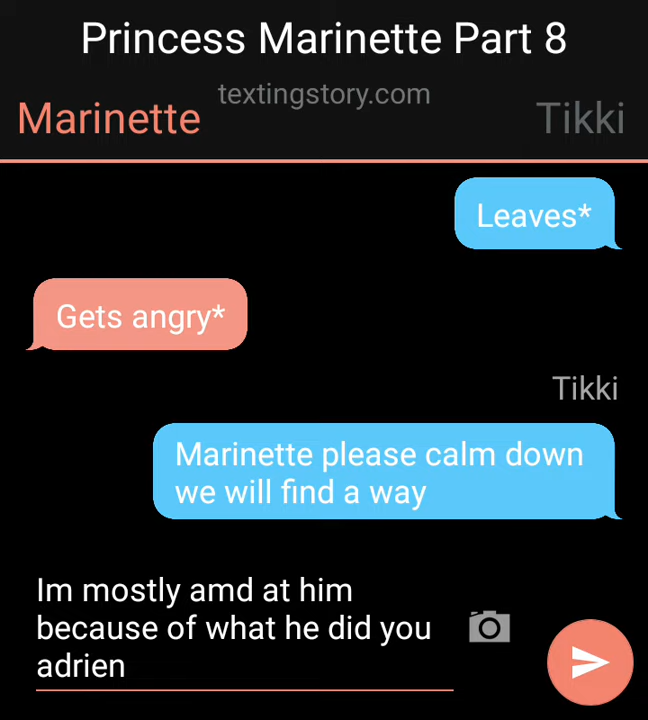 Princess Marinette Part 8
textingstory.com
Marinette
Tikki
Leaves*
Gets angry*
Tikki
Marinette please calm down
we will find a way
Im mostly amd at him
because of what he did you
adrien